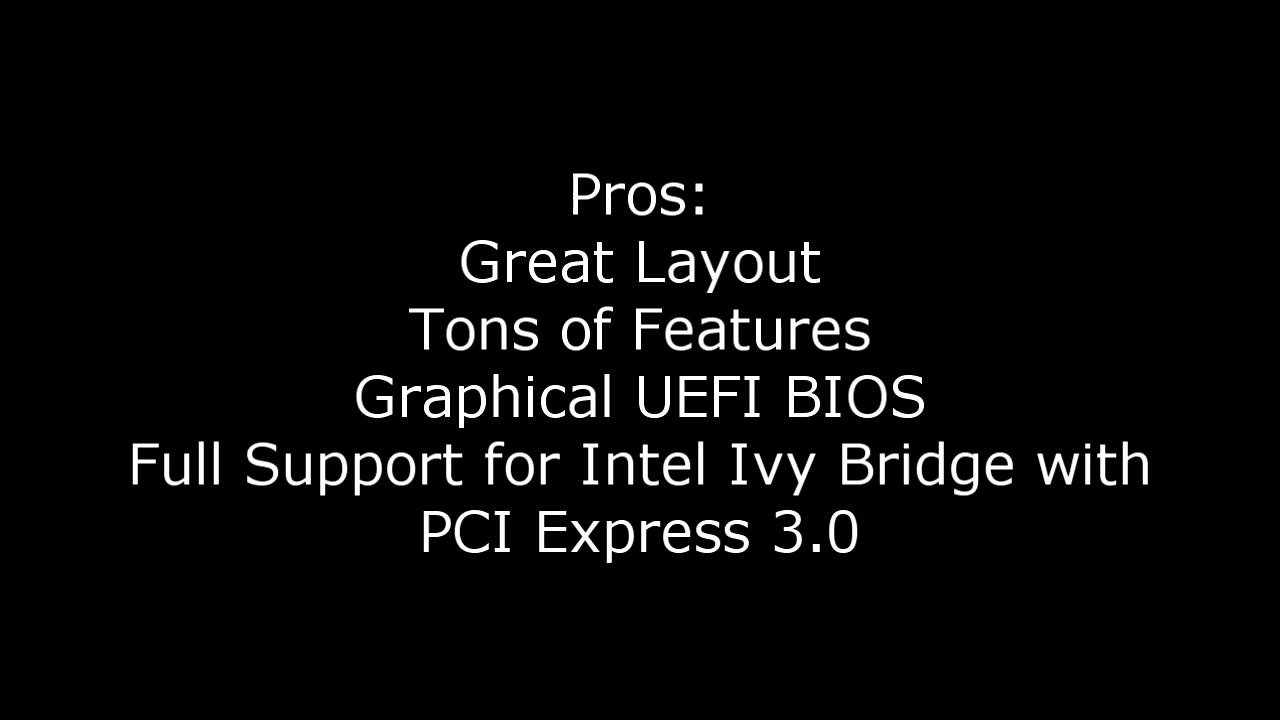 Pros:
Great Layout
Tons of Features
Graphical UEFI BIOS
Full Support for Intel Ivy Bridge with
PCI Express 3.0